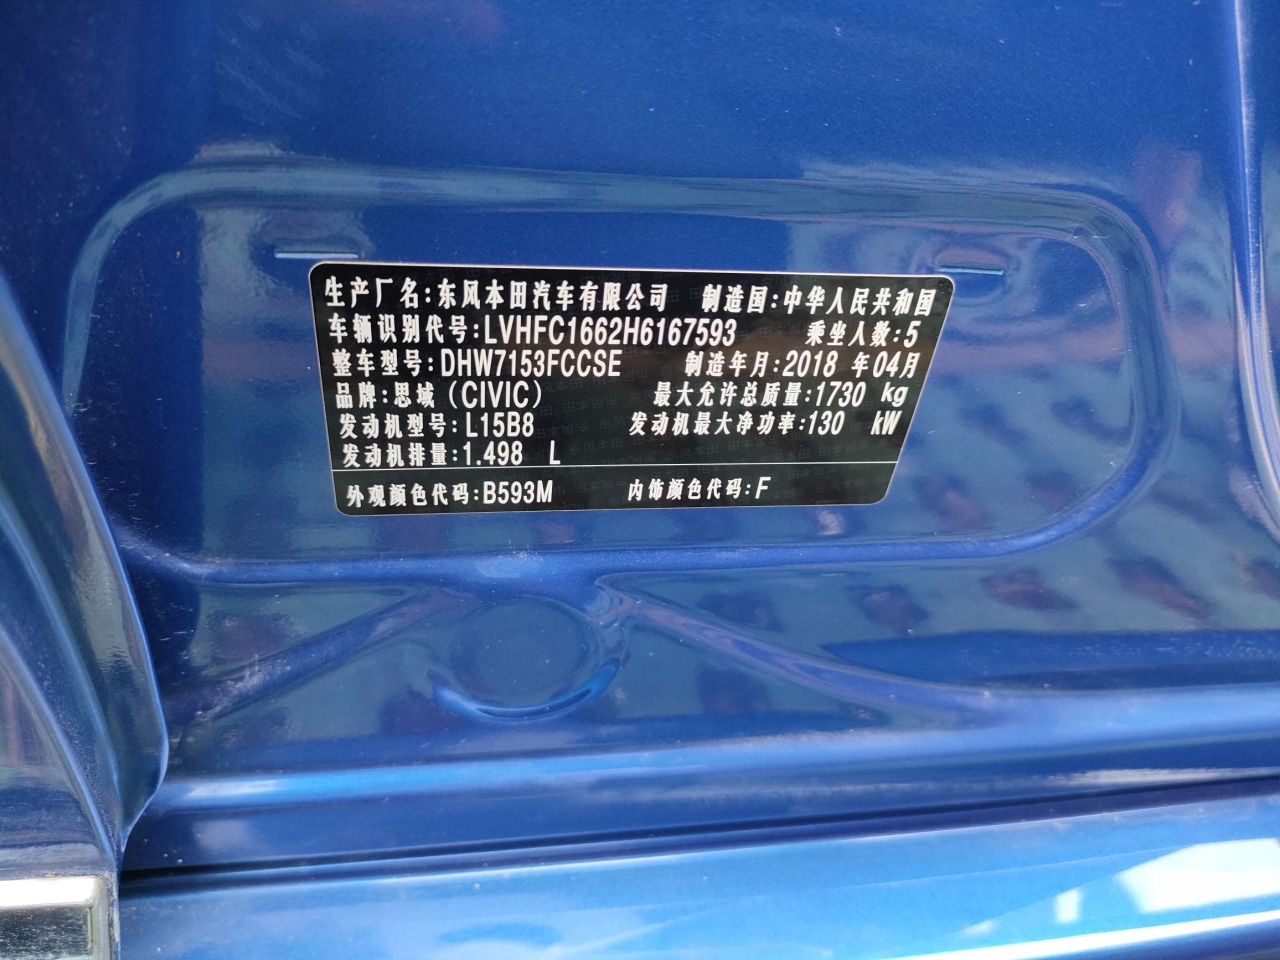 生产厂名:东风本田汽车有限公司 制造国:中华人民共和国
车辆识别代号:LVHFC1662H6167593 乘坐人数:5
整车型号:DHW7153FCCSE 制造年月:2018 年04月
品牌:思域（CIVIC） 最大允许总质量:1730 kg
发动机型号:L15B8 发动机最大净功率:130 kW
发动机排量:1.498 L
外观颜色代码:B593M 内饰颜色代码:F